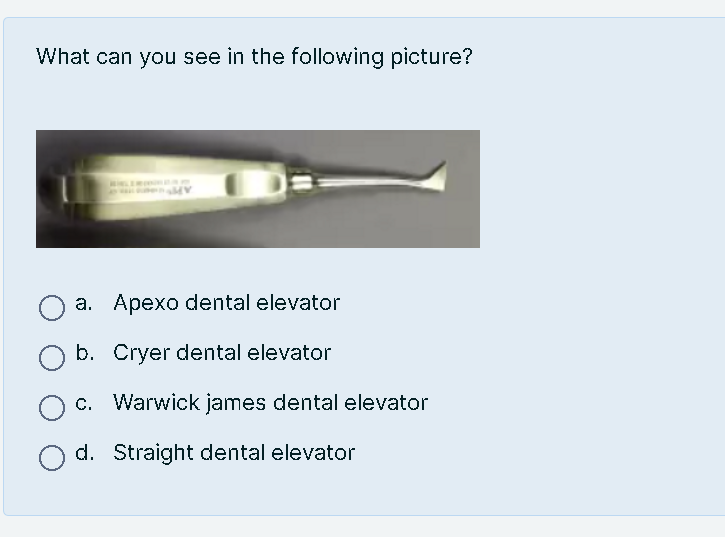 What can you see in the following picture?
a. Apexo dental elevator
b. Cryer dental elevator
c. Warwick james dental elevator
d. Straight dental elevator